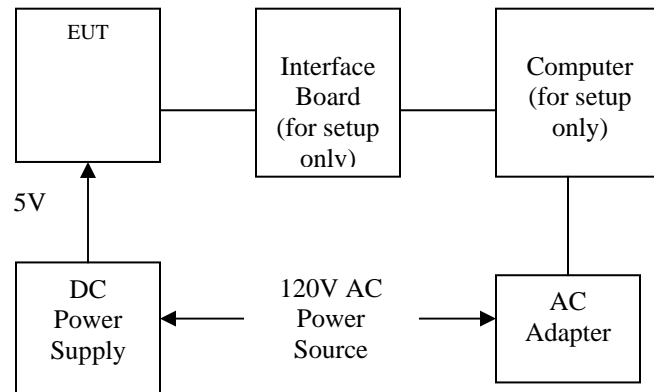 EUT
Interface
Board
(for setup
only)
Computer
(for setup
only)
5V
DC
Power
Supply
120V AC
Power
Source
AC
Adapter